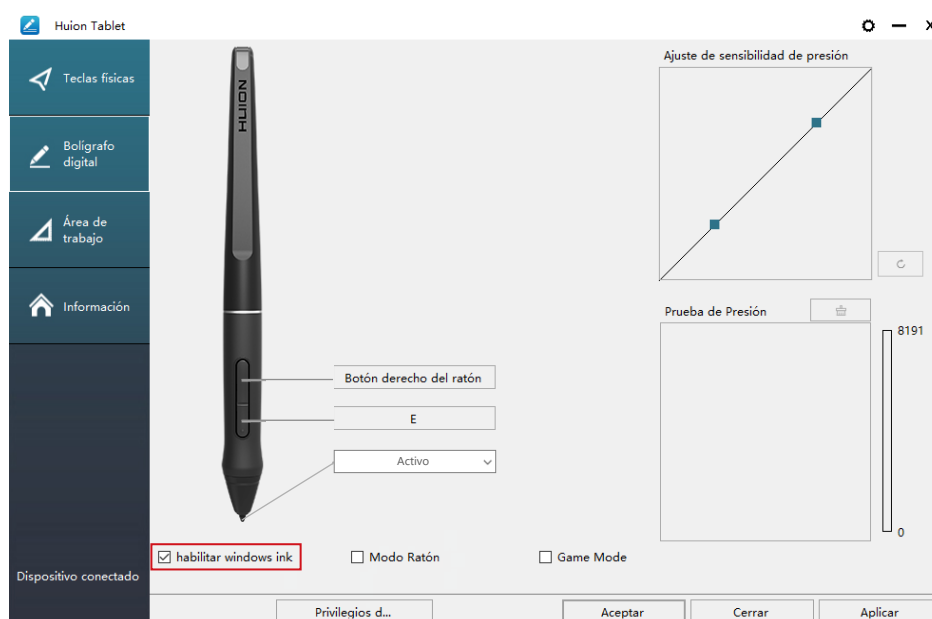 Huion Tablet
Teclas físicas
Bolígrafo
digital
Área de
trabajo
Información
Dispositivo conectado
HUION
Botón derecho del ratón
E
Activo
habilitar windows ink
Modo Ratón
Game Mode
Ajuste de sensibilidad de presión
Prueba de Presión
8191
0
Privilegios d...
Aceptar
Cerrar
Aplicar